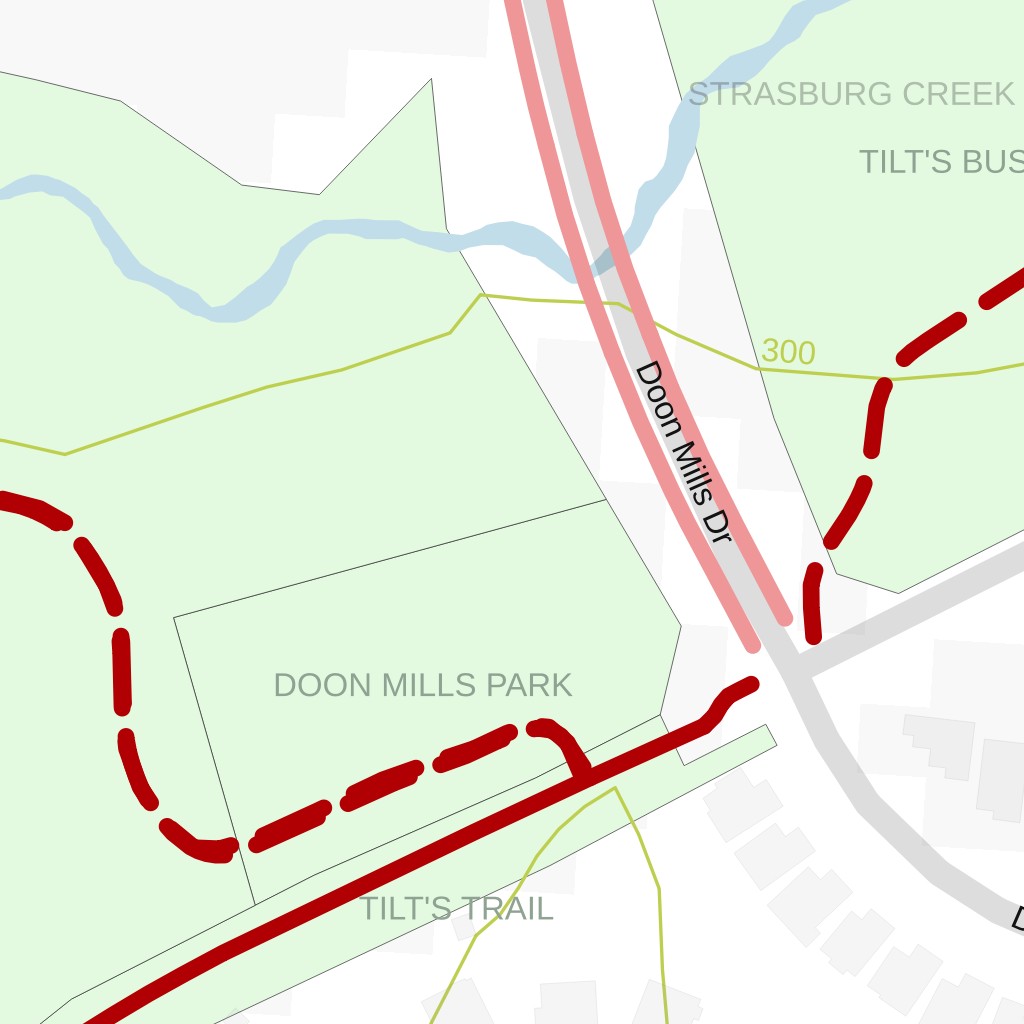 STRASBURG CREEK
TILT'S BUS
300
Doon Mills Dr
DOON MILLS PARK
TILT'S TRAIL
D